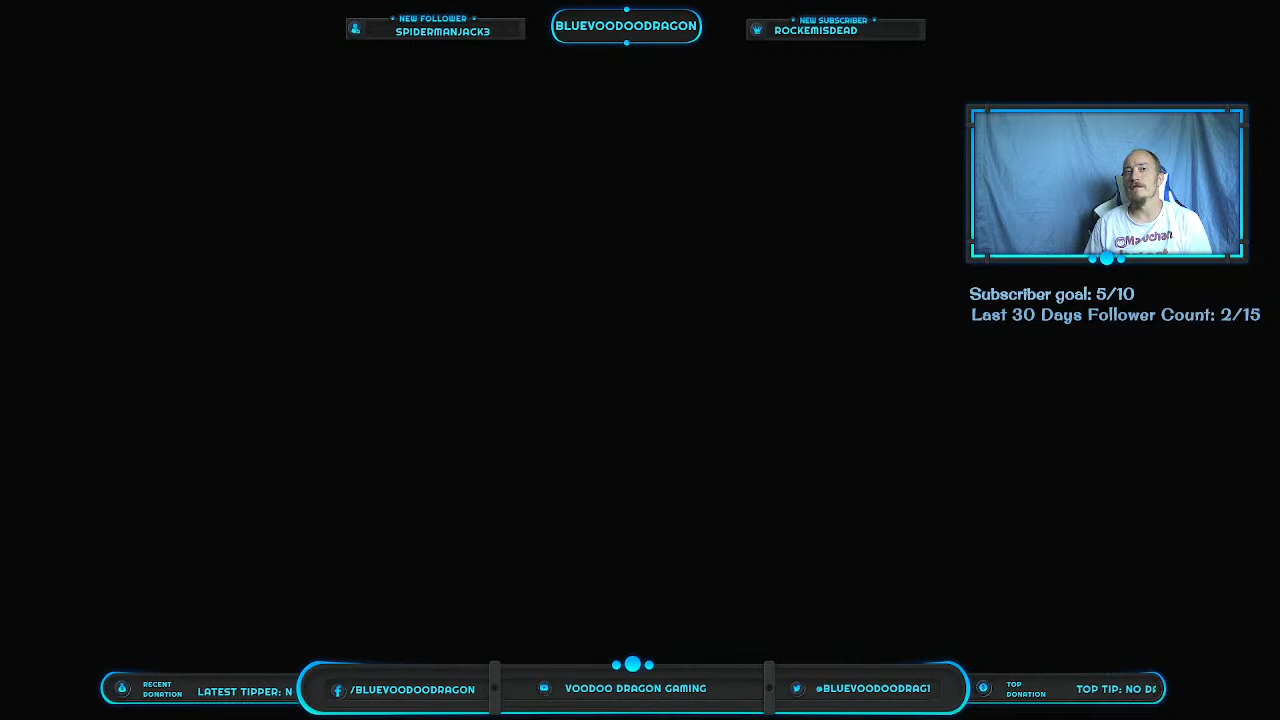 NEW FOLLOWER
SPIDERMANJACK3
BLUEVOODOODRAGON
NEW SUBSCRIBER
ROCKEMISDEAD
Subscriber goal: 5/10
Last 30 Days Follower Count: 2/15
RECENT
DONATION
LATEST TIPPER: N
/BLUEVOODOODRAGON
VOODOO DRAGON GAMING
@BLUEVOODOODRAG1
TOP
DONATION
TOP TIP: NO DA